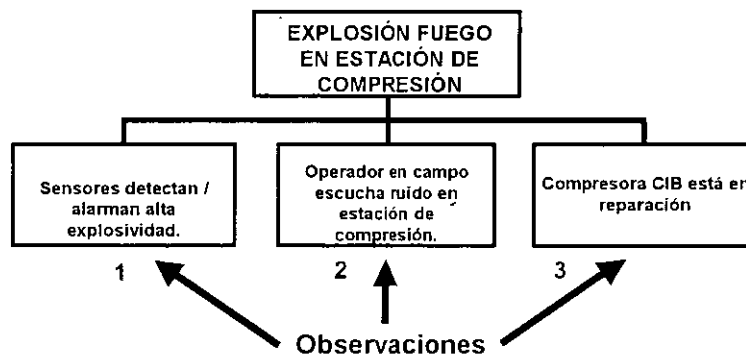 EXPLOSIÓN FUEGO
EN ESTACIÓN DE
COMPRESIÓN
Sensores detectan /
alarman alta
explosividad.
Operador en campo
escucha ruido en
estación de
compresión.
Compresora CIB está en
reparación
1
2
3
Observaciones